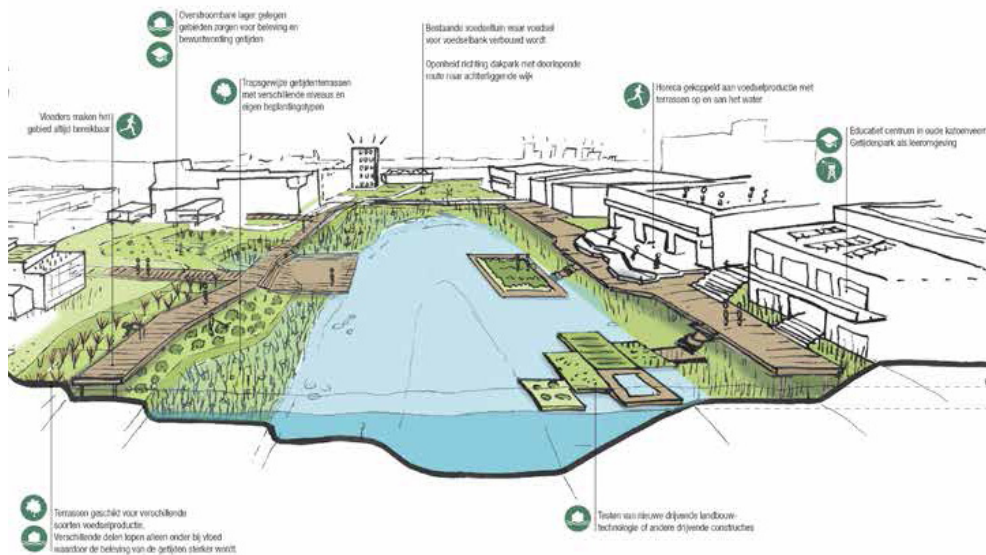 Overstroombare lager gelegen
gebieden zorgen voor beleving en
bewustwording getijden
Bestaande voedseltuin waar voedsel
voor voedselbank verbouwd wordt
Openheid richting dakpark met doorlopende
route naar achterliggende wijk
Trapsgewijze getijdenterrassen
met verschillende niveaus en
eigen beplantingstypen
Horeca gekoppeld aan voedselproductie met
terrassen op en aan het water
Vloeders maken het
gebied altijd bereikbaar
Educatief centrum in oude katoenveem
Getijdenpark als leeromgeving
Terrassen geschikt voor verschillende
soorten voedselproductie.
Verschillende delen lopen alleen onder bij vloed
waardoor de beleving van de getijden sterker wordt.
Testen van nieuwe drijvende landbouw-
technologie of andere drijvende constructies